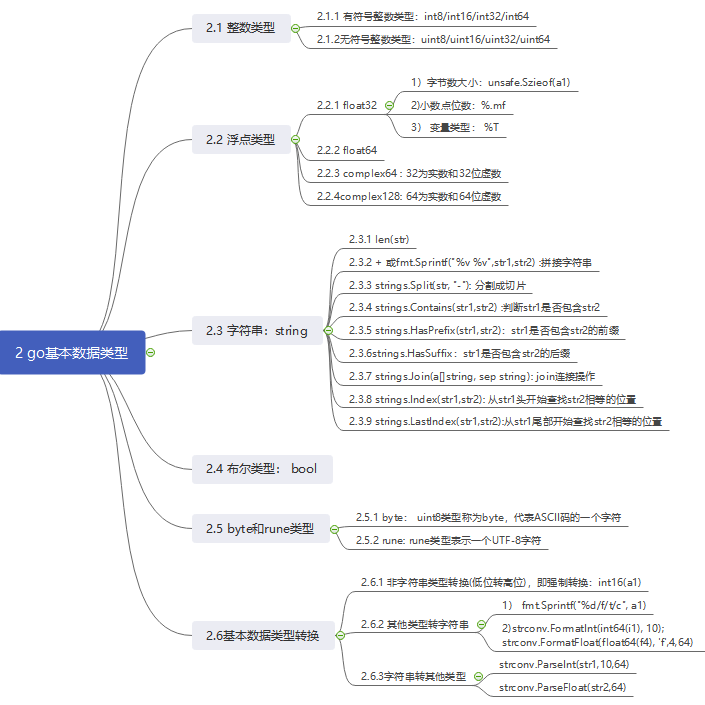 2 go基本数据类型
2.1 整数类型
2.1.1 有符号整数类型：int8/int16/int32/int64
2.1.2无符号整数类型：uint8/uint16/uint32/uint64
2.2 浮点类型
2.2.1 float32
1）字节数大小：unsafe.Szieof(a1)
2)小数点位数：%.mf
3） 变量类型： %T
2.2.2 float64
2.2.3 complex64 : 32为实数和32位虚数
2.2.4complex128: 64为实数和64位虚数
2.3 字符串：string
2.3.1 len(str)
2.3.2 + 或fmt.Sprintf("%v %v",str1,str2) :拼接字符串
2.3.3 strings.Split(str, "-"): 分割成切片
2.3.4 strings.Contains(str1,str2) :判断str1是否包含str2
2.3.5 strings.HasPrefix(str1,str2)：str1是否包含str2的前缀
2.3.6strings.HasSuffix：str1是否包含str2的后缀
2.3.7 strings.Join(a[]string, sep string): join连接操作
2.3.8 strings.Index(str1,str2): 从str1头开始查找str2相等的位置
2.3.9 strings.LastIndex(str1,str2):从str1尾部开始查找str2相等的位置
2.4 布尔类型： bool
2.5 byte和rune类型
2.5.1 byte： uint8类型称为byte，代表ASCII码的一个字符
2.5.2 rune: rune类型表示一个UTF-8字符
2.6基本数据类型转换
2.6.1 非字符串类型转换(低位转高位)，即强制转换：int16(a1)
2.6.2 其他类型转字符串
1） fmt.Sprintf("%d/f/t/c", a1)
2)strconv.FormatInt(int64(i1), 10);
strconv.FormatFloat(float64(f4), 'f',4,64)
2.6.3字符串转其他类型
strconv.ParseInt(str1,10,64)
strconv.ParseFloat(str2,64)